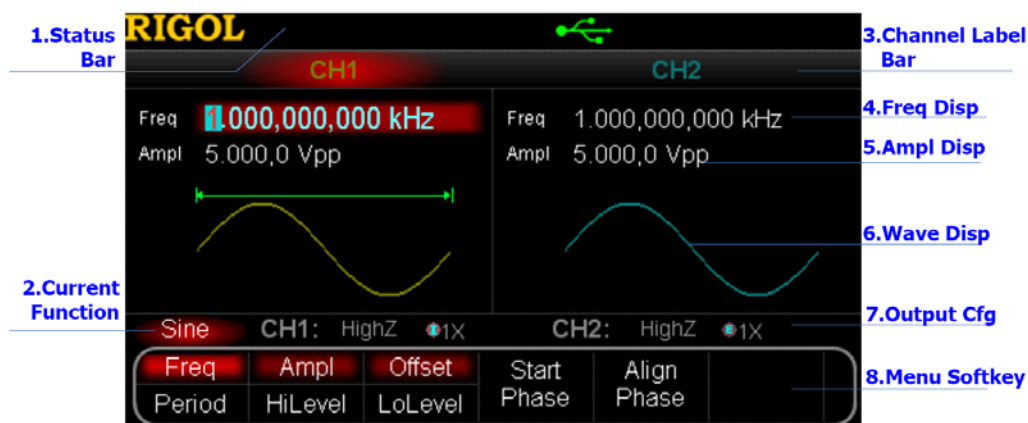 RIGOL
1.Status
Bar
3.Channel Label
Bar
CH1
CH2
Freq 1.000,000,000 kHz
Freq 1.000,000,000 kHz
4.Freq Disp
Ampl 5.000,0 Vpp
Ampl 5.000,0 Vpp
5.Ampl Disp
6.Wave Disp
2.Current
Function
7.Output Cfg
Sine
CH1: HighZ I 1X
CH2: HighZ E 1X
Freq
Ampl
Offset
Start
Phase
Align
Phase
8.Menu Softkey
Period
HiLevel
LoLevel